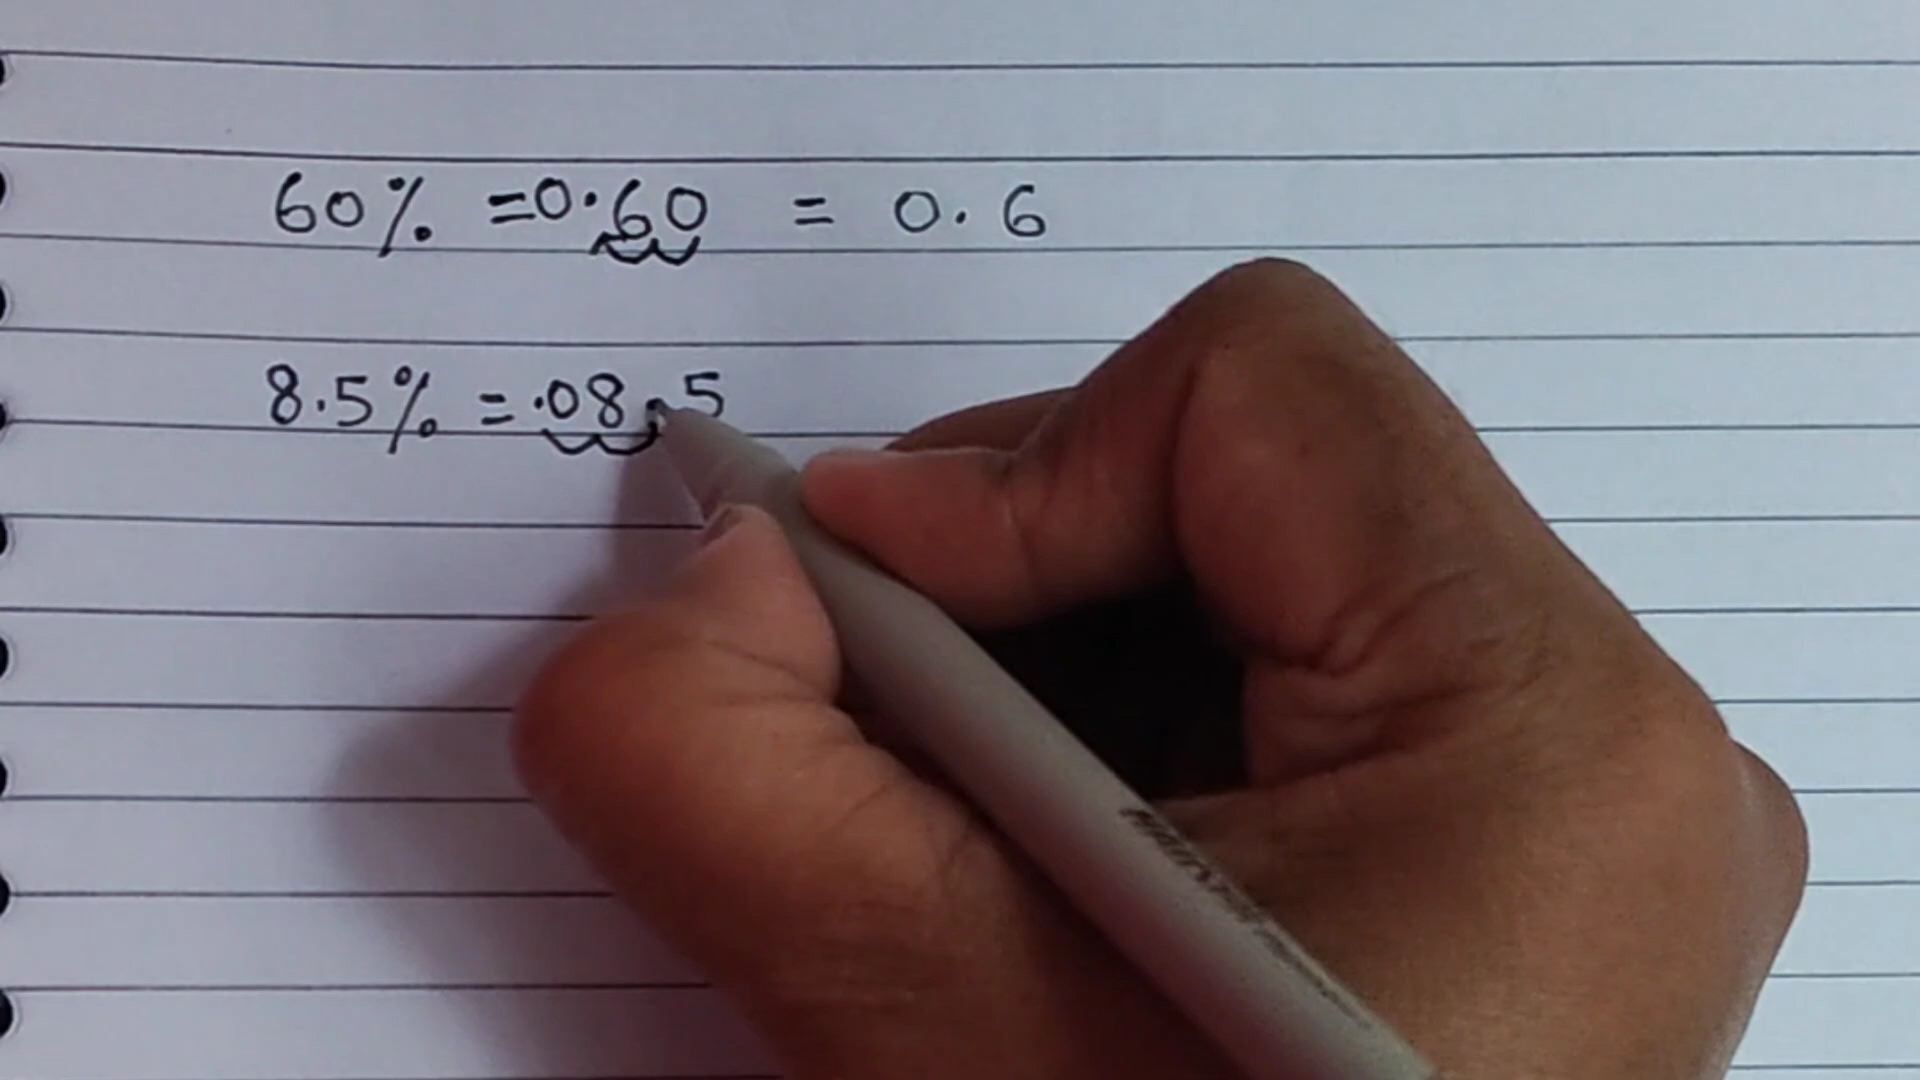 60% =0.60 = 0.6
8.5% = .08.5